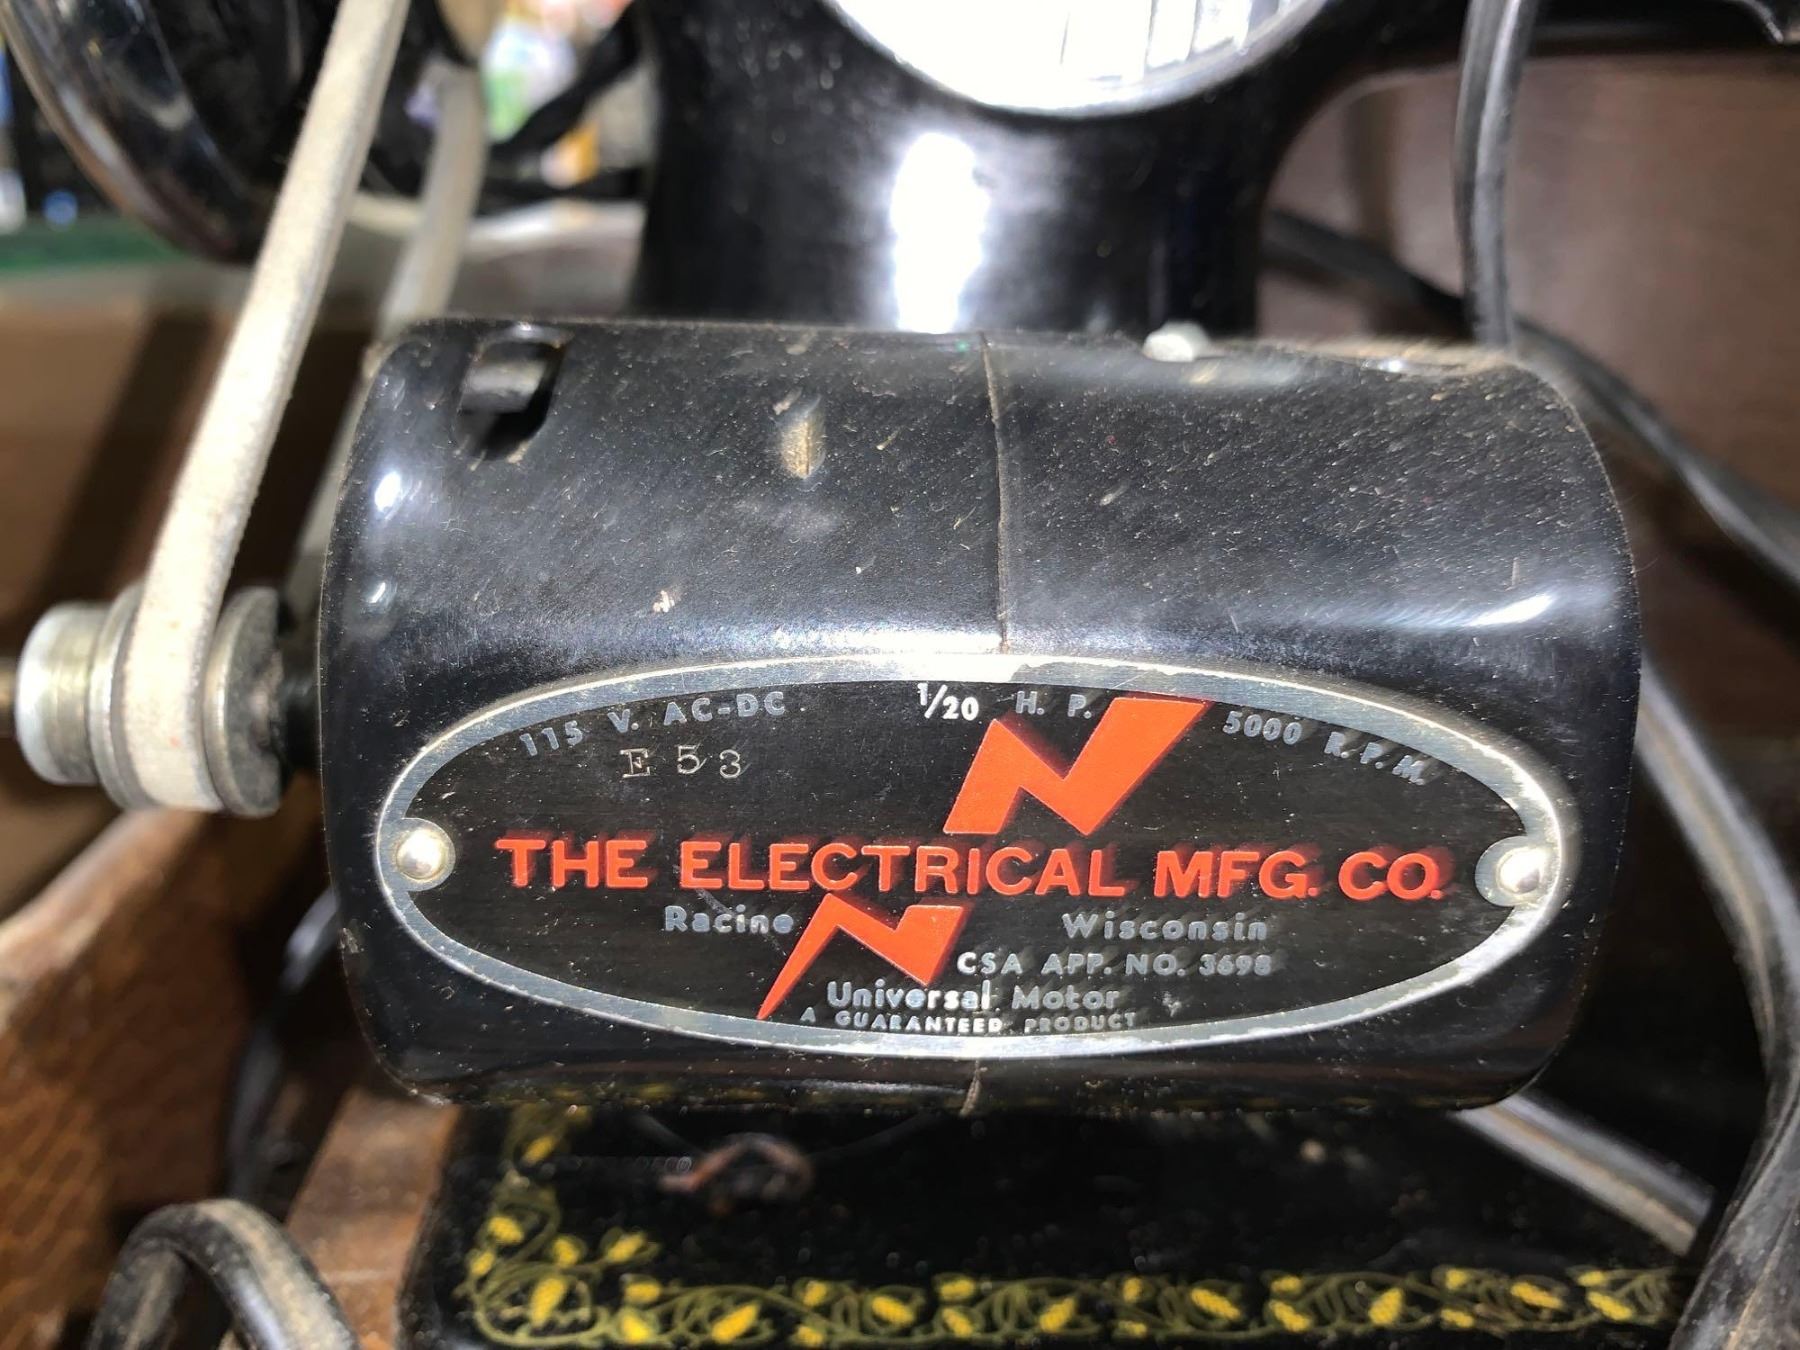 115 V. AC-DC 1/20 H. P. 5000 R. P. M.
E 53
THE ELECTRICAL MFG. CO.
Racine Wisconsin
CSA APP. NO. 3698
Universal Motor
A GUARANTEED PRODUCT